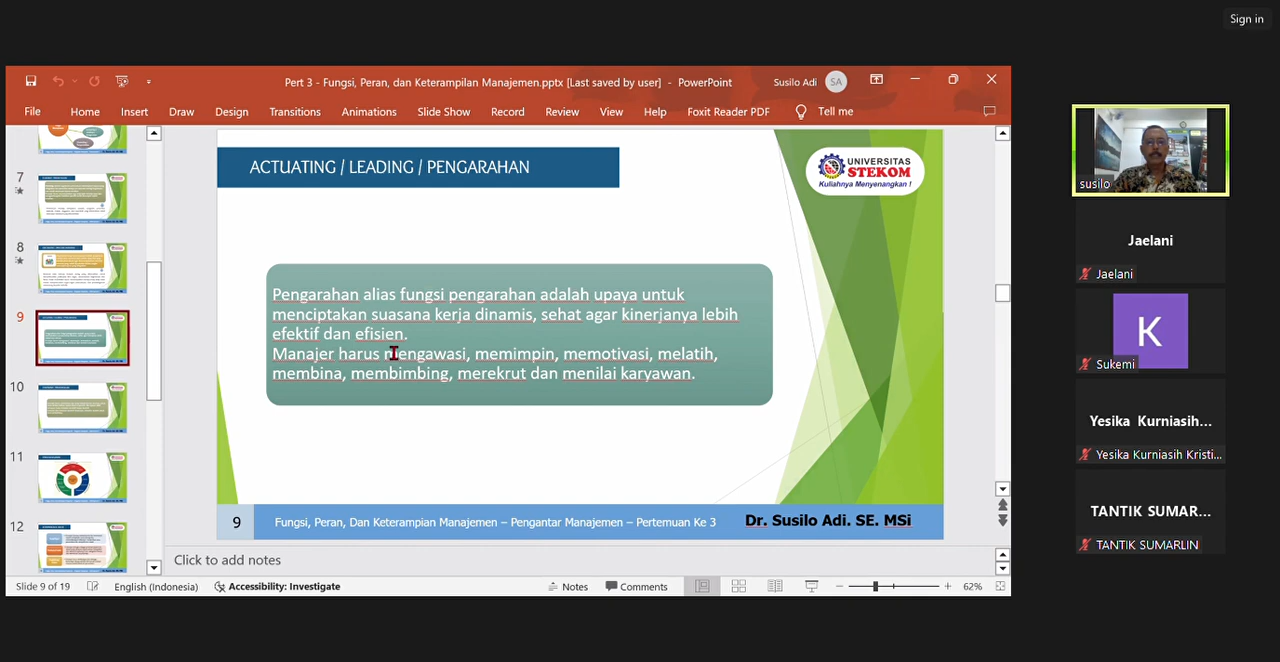 Sign in
Pert 3 - Fungsi, Peran, dan Keterampilan Manajemen.pptx [Last saved by user] - PowerPoint
Susilo Adi
SA
File Home Insert Draw Design Transitions Animations Slide Show Record Review View Help Foxit Reader PDF Tell me
7
8
9
10
11
12
ACTUATING / LEADING / PENGARAHAN
UNIVERSITAS
STEKOM
Kuliahnya Menyenangkan !
Pengarahan alias fungsi pengarahan adalah upaya untuk
menciptakan suasana kerja dinamis, sehat agar kinerjanya lebih
efektif dan efisien.
Manajer harus mengawasi, memimpin, memotivasi, melatih,
membina, membimbing, merekrut dan menilai karyawan.
9
Fungsi, Peran, Dan Keterampian Manajemen – Pengantar Manajemen – Pertemuan Ke 3
Dr. Susilo Adi. SE. MSi
Click to add notes
Slide 9 of 19
English (Indonesia)
Accessibility: Investigate
Notes
Comments
62%
susilo
Jaelani
Jaelani
K
Sukemi
Yesika Kurniasih...
Yesika Kurniasih Kristi...
TANTIK SUMAR...
TANTIK SUMARLIN